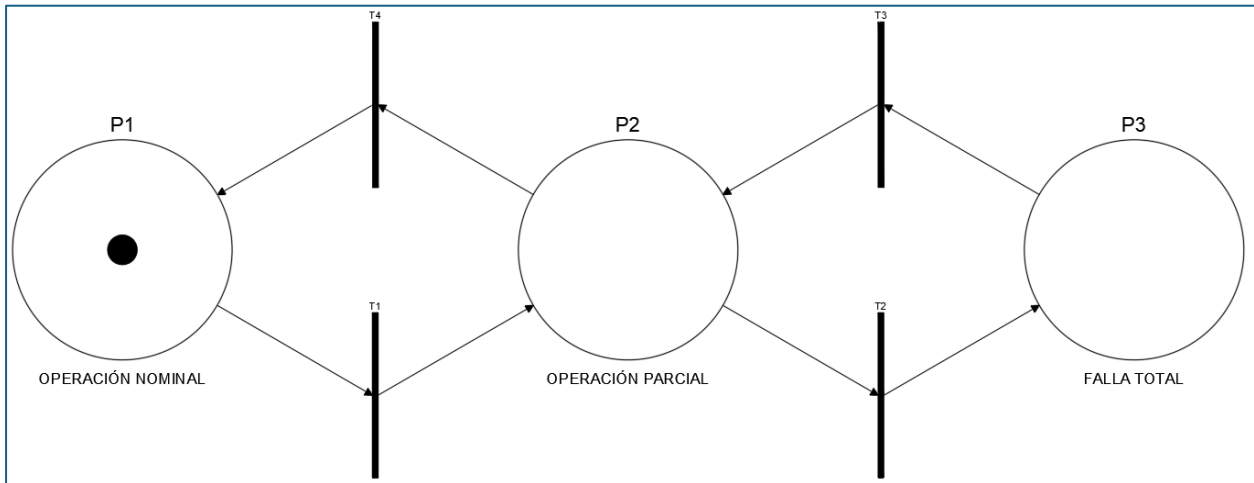 T4
T3
P1
P2
P3
T1
T2
OPERACIÓN NOMINAL
OPERACIÓN PARCIAL
FALLA TOTAL